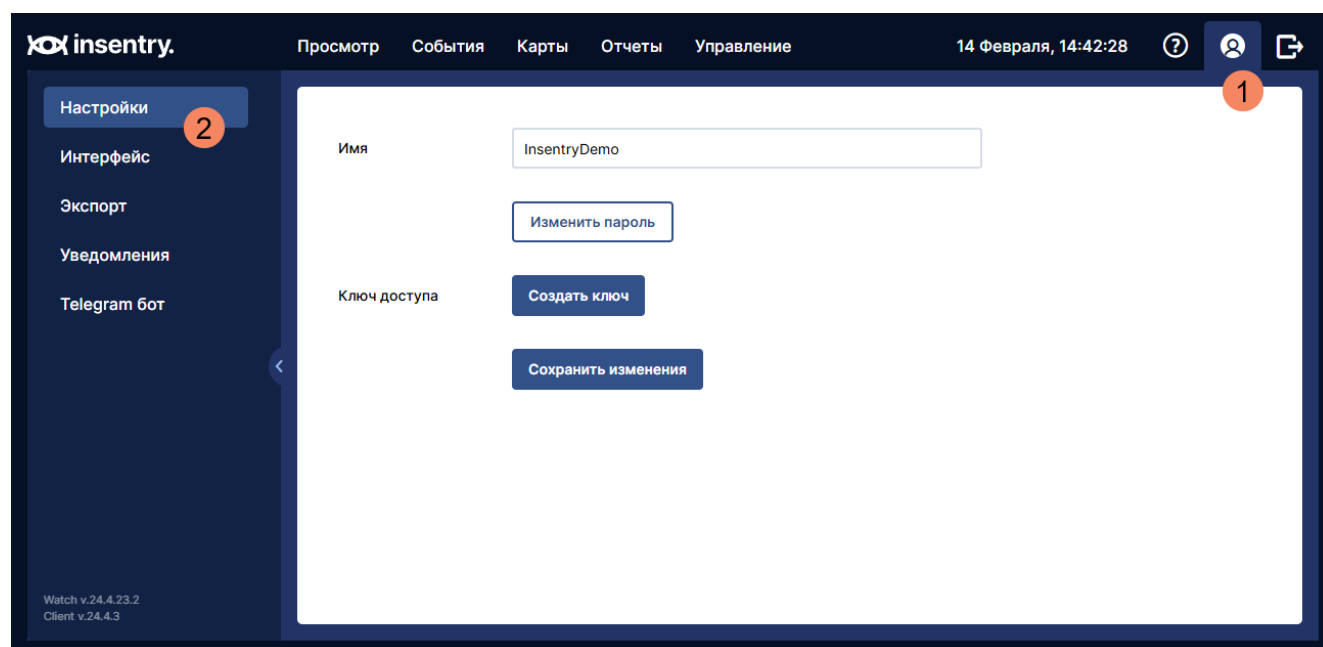 insentry.
Просмотр События Карты Отчеты Управление 14 Февраля, 14:42:28 ?
1
Настройки
2
Интерфейс
Экспорт
Уведомления
Telegram бот
Имя InsentryDemo
Изменить пароль
Ключ доступа Создать ключ
Сохранить изменения
Watch v.24.4.23.2
Client v.24.4.3